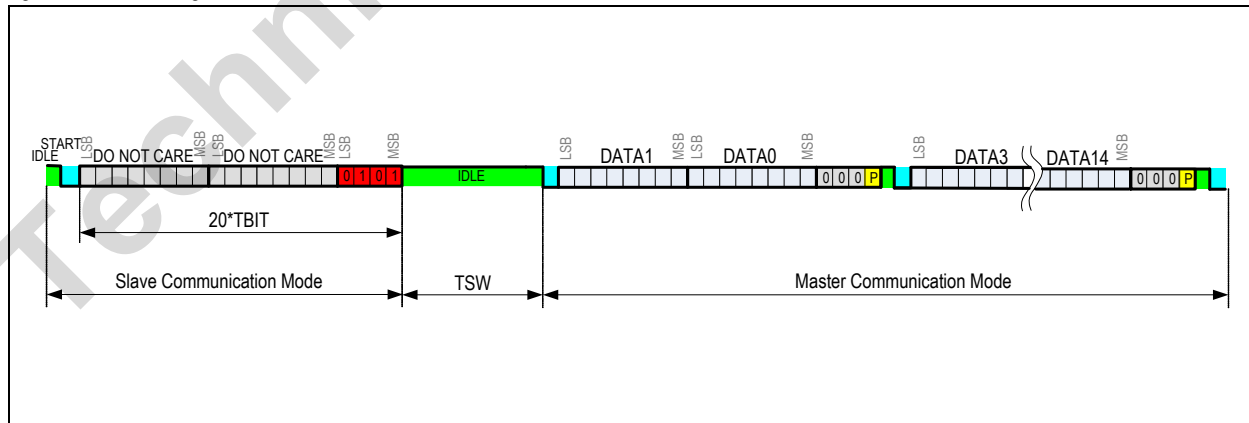 Techn
START
IDLE
LSB DO NOT CARE MSB LSB DO NOT CARE MSB LSB MSB
0 1 0 1
IDLE
LSB DATA1 MSB LSB DATA0 MSB
0 0 0 P
LSB DATA3 DATA14 MSB
0 0 0 P
20*TBIT
Slave Communication Mode TSW Master Communication Mode